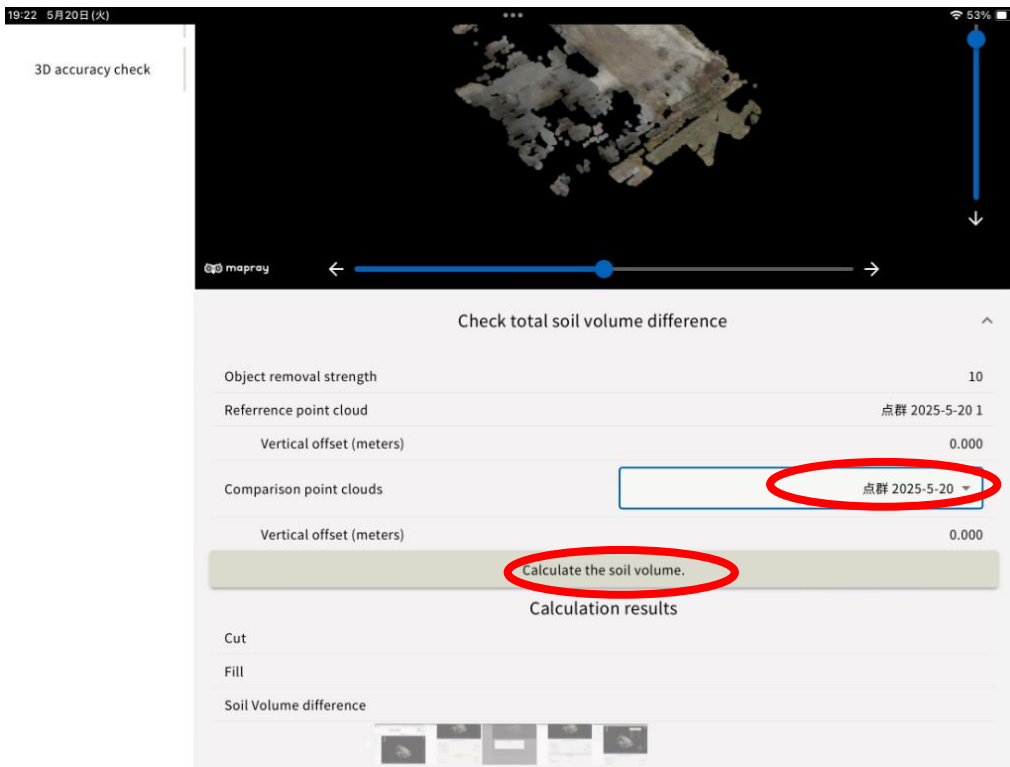 19:22 5月20日(火)
53%
3D accuracy check
mapray
Check total soil volume difference
Object removal strength 10
Referrence point cloud 点群 2025-5-20 1
Vertical offset (meters) 0.000
Comparison point clouds 点群 2025-5-20
Vertical offset (meters) 0.000
Calculate the soil volume.
Calculation results
Cut
Fill
Soil Volume difference